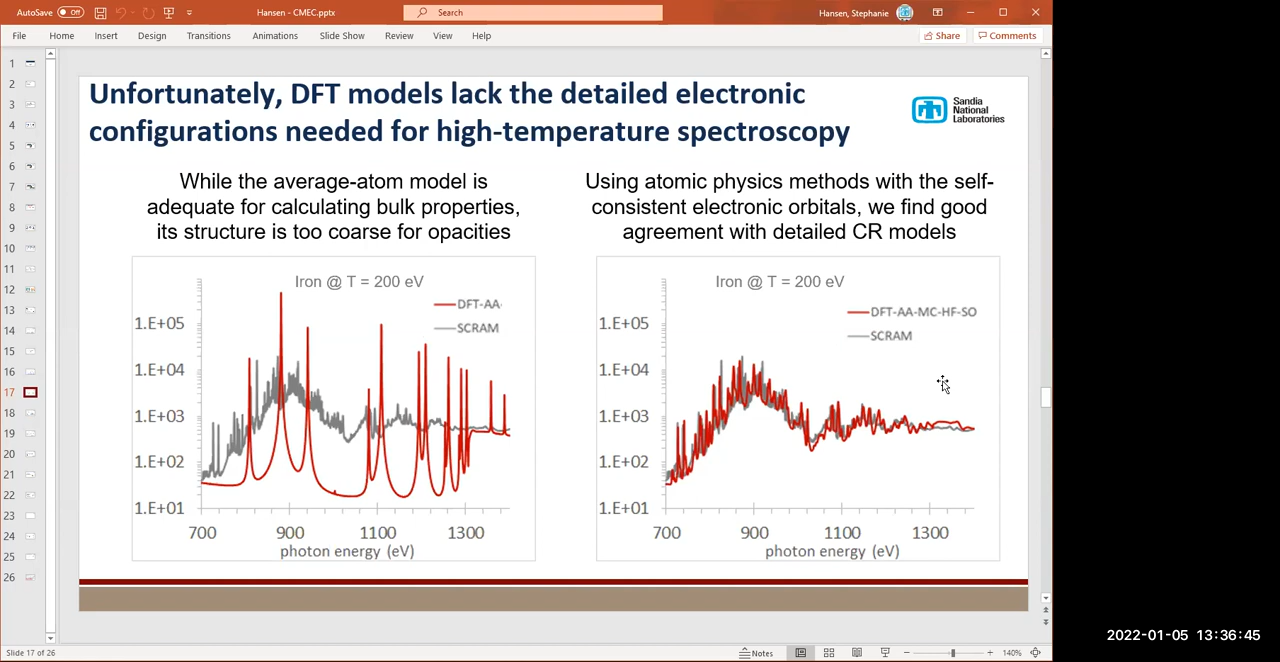 AutoSave Off Hansen - CMEC.pptx Search Hansen, Stephanie
File Home Insert Design Transitions Animations Slide Show Review View Help Share Comments
1
2
3
4
5
6
7
8
9
10
11
12
13
14
15
16
17
18
19
20
21
22
23
24
25
26
Unfortunately, DFT models lack the detailed electronic
configurations needed for high-temperature spectroscopy
Sandia
National
Laboratories
While the average-atom model is
adequate for calculating bulk properties,
its structure is too coarse for opacities
Iron @ T = 200 eV
DFT-AA
SCRAM
1.E+05
1.E+04
1.E+03
1.E+02
1.E+01
700 900 1100 1300
photon energy (eV)
Using atomic physics methods with the self-
consistent electronic orbitals, we find good
agreement with detailed CR models
Iron @ T = 200 eV
DFT-AA-MC-HF-SO
SCRAM
1.E+05
1.E+04
1.E+03
1.E+02
1.E+01
700 900 1100 1300
photon energy (eV)
2022-01-05 13:36:45
Slide 17 of 26 Notes 140%